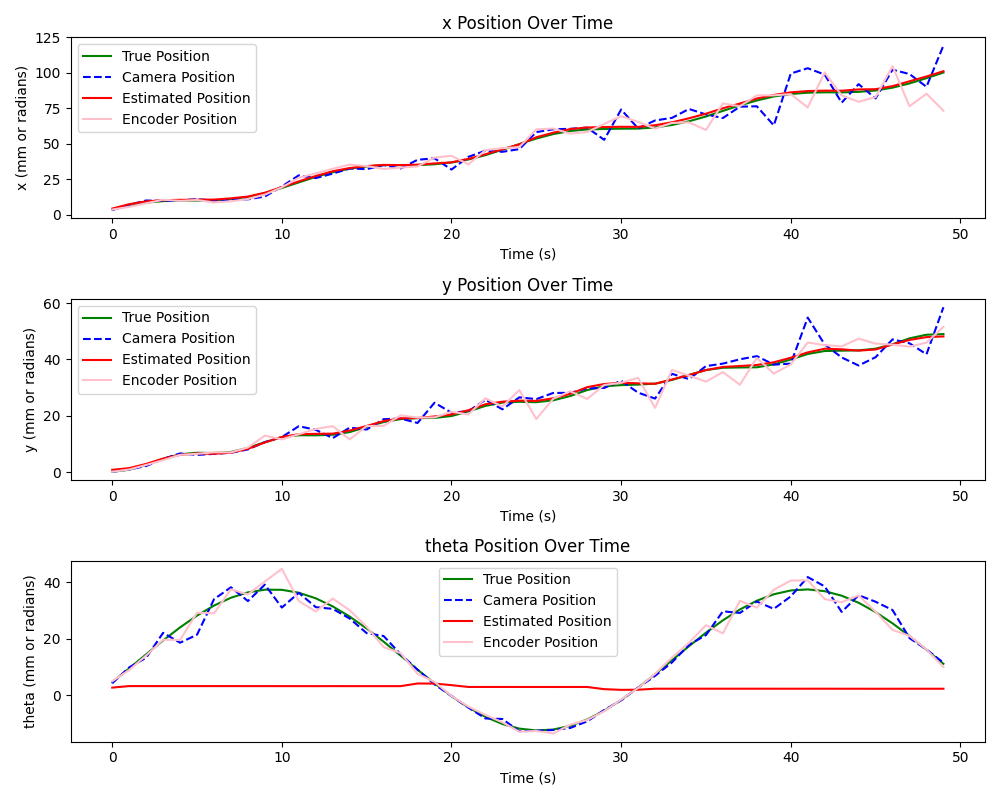 x Position Over Time
x (mm or radians)
125
100
75
50
25
0
True Position
Camera Position
Estimated Position
Encoder Position
0 10 20 30 40 50
Time (s)
y Position Over Time
y (mm or radians)
60
40
20
0
True Position
Camera Position
Estimated Position
Encoder Position
0 10 20 30 40 50
Time (s)
theta Position Over Time
theta (mm or radians)
40
20
0
True Position
Camera Position
Estimated Position
Encoder Position
0 10 20 30 40 50
Time (s)